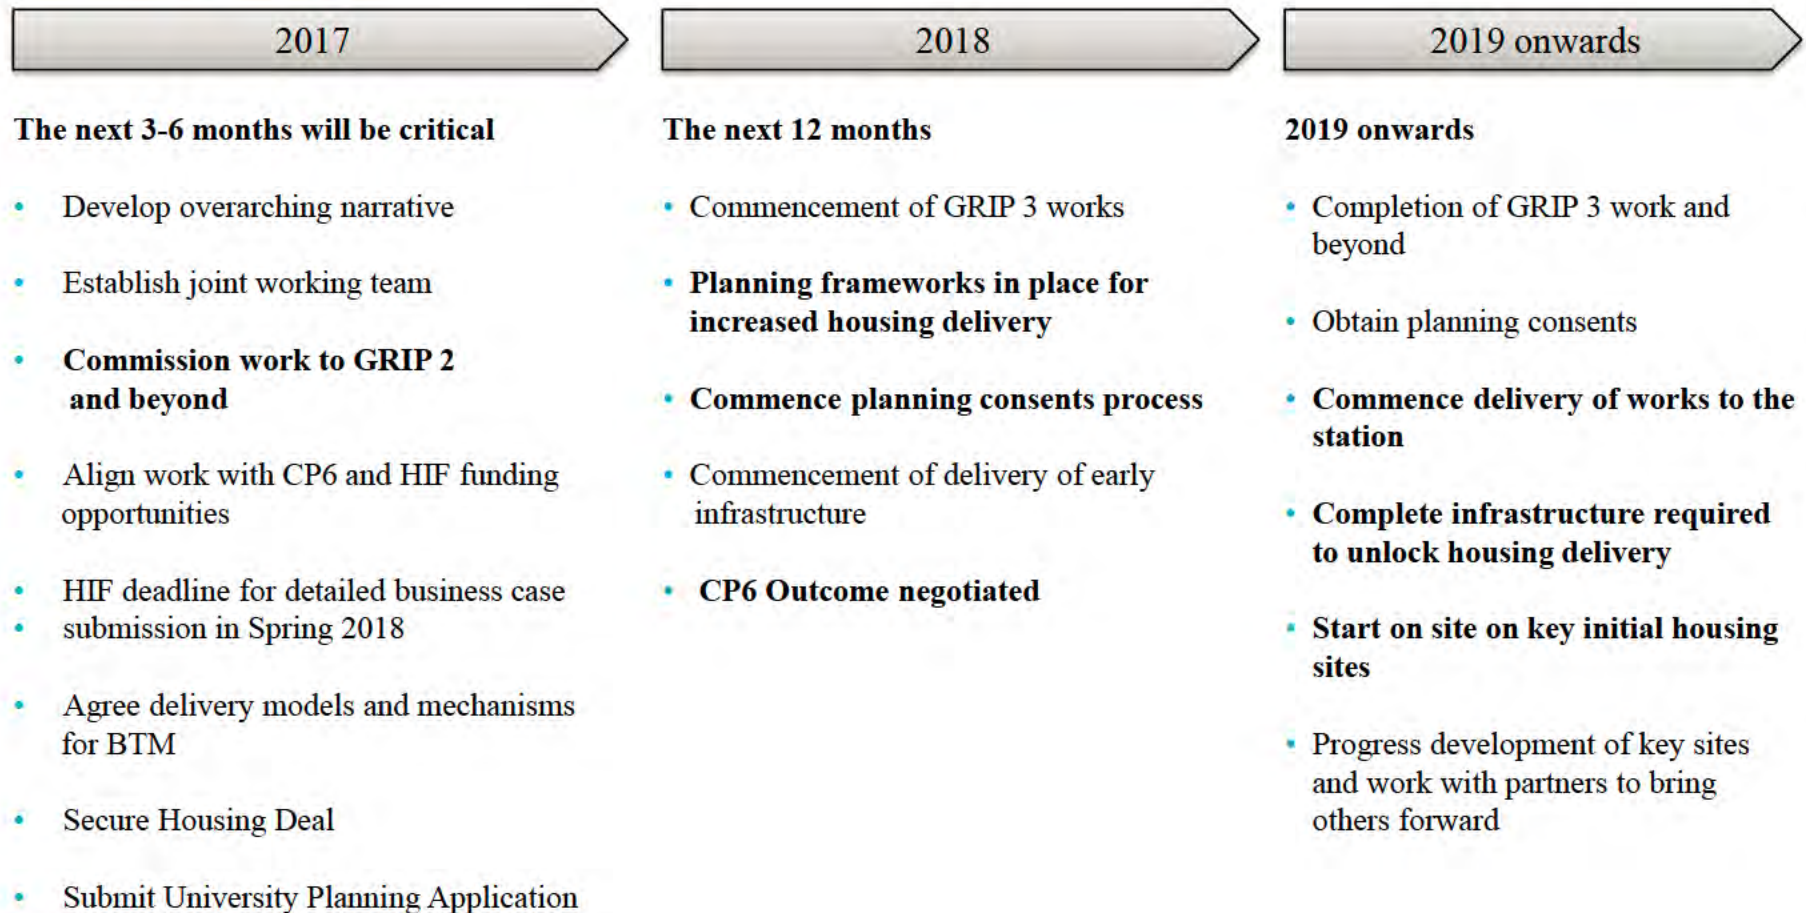 2017
The next 3-6 months will be critical
• Develop overarching narrative
• Establish joint working team
• Commission work to GRIP 2
and beyond
• Align work with CP6 and HIF funding
opportunities
• HIF deadline for detailed business case
• submission in Spring 2018
• Agree delivery models and mechanisms
for BTM
• Secure Housing Deal
• Submit University Planning Application
2018
The next 12 months
• Commencement of GRIP 3 works
• Planning frameworks in place for
increased housing delivery
• Commence planning consents process
• Commencement of delivery of early
infrastructure
• CP6 Outcome negotiated
2019 onwards
2019 onwards
• Completion of GRIP 3 work and
beyond
• Obtain planning consents
• Commence delivery of works to the
station
• Complete infrastructure required
to unlock housing delivery
• Start on site on key initial housing
sites
• Progress development of key sites
and work with partners to bring
others forward